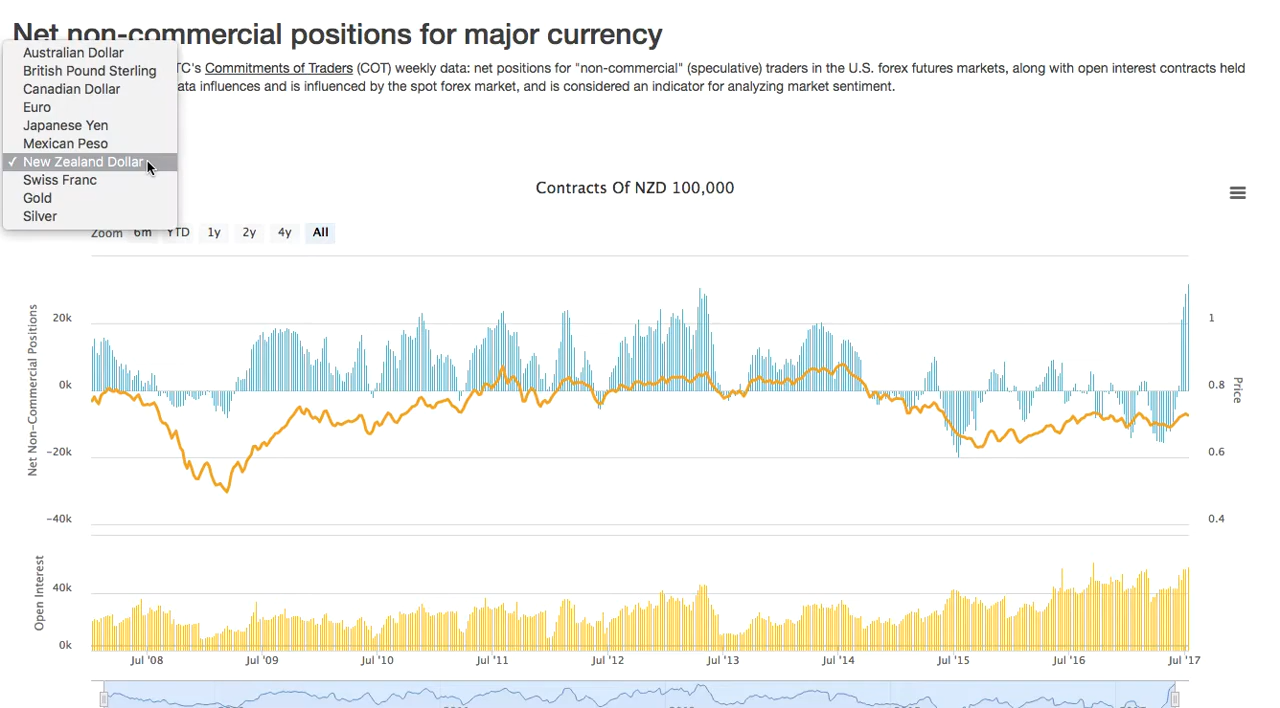 Net non-commercial positions for major currency
TC's Commitments of Traders (COT) weekly data: net positions for "non-commercial" (speculative) traders in the U.S. forex futures markets, along with open interest contracts held
ata influences and is influenced by the spot forex market, and is considered an indicator for analyzing market sentiment.
Australian Dollar
British Pound Sterling
Canadian Dollar
Euro
Japanese Yen
Mexican Peso
✓ New Zealand Dollar
Swiss Franc
Gold
Silver
Contracts Of NZD 100,000
Zoom 6m YTD 1y 2y 4y All
Net Non-Commercial Positions
20k
0k
-20k
-40k
1
0.8
0.6
0.4
Price
Open Interest
40k
0k
Jul '08 Jul '09 Jul '10 Jul '11 Jul '12 Jul '13 Jul '14 Jul '15 Jul '16 Jul '17